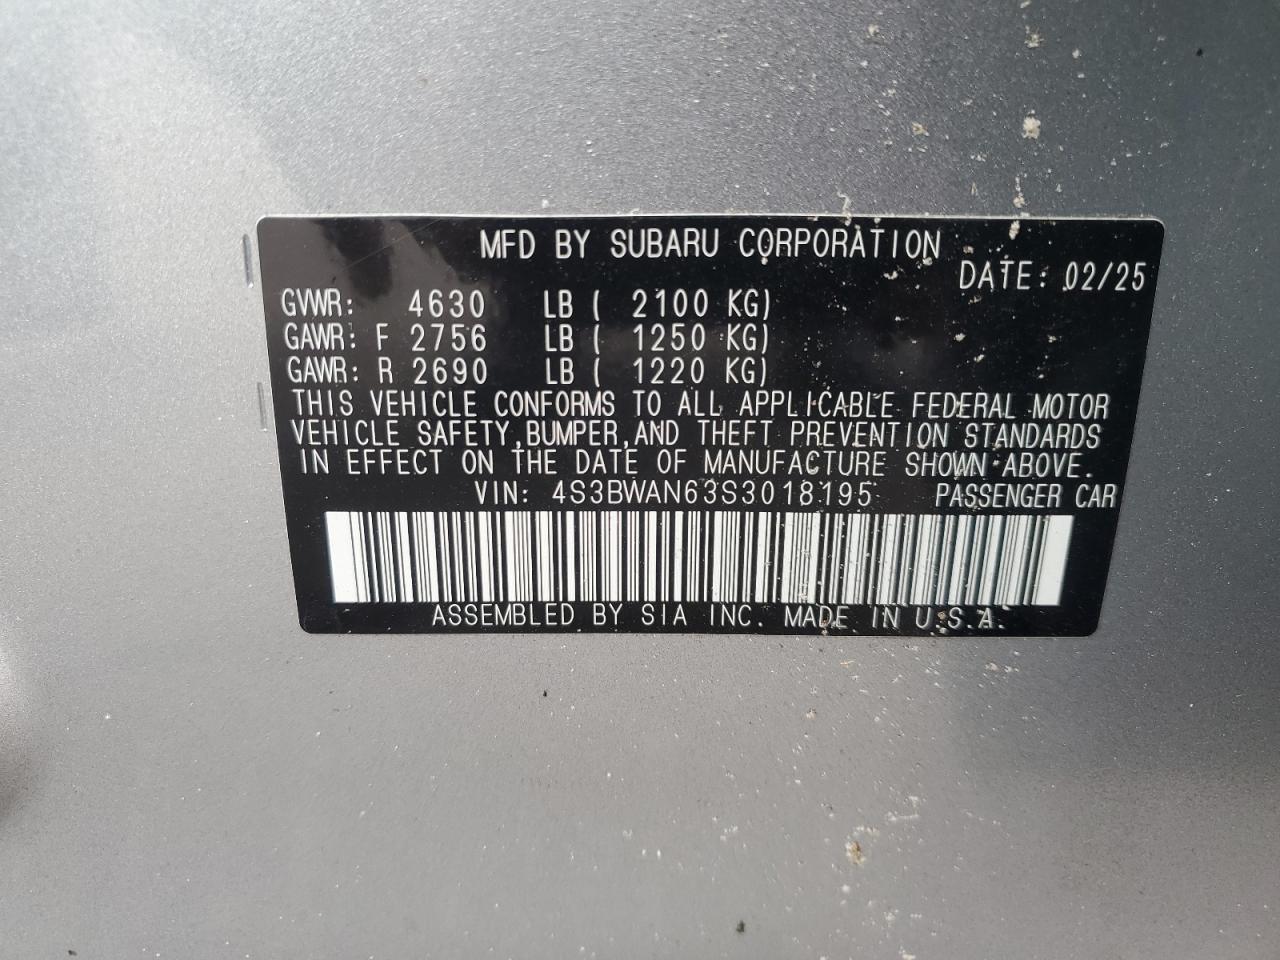 MFD BY SUBARU CORPORATION
DATE: 02/25
GVWR: 4630 LB ( 2100 KG)
GAWR: F 2756 LB ( 1250 KG)
GAWR: R 2690 LB ( 1220 KG)
THIS VEHICLE CONFORMS TO ALL APPLICABLE FEDERAL MOTOR
VEHICLE SAFETY, BUMPER, AND THEFT PREVENTION STANDARDS
IN EFFECT ON THE DATE OF MANUFACTURE SHOWN ABOVE.
VIN: 4S3BWAN63S3018195 PASSENGER CAR
ASSEMBLED BY SIA INC. MADE IN U.S.A.